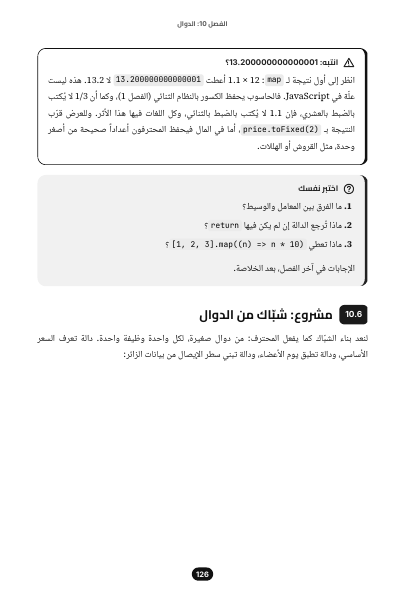 الفصل 10: الدوال
انتبه: 13.200000000000001؟
انظر إلى أول نتيجة لـ map: 12 × 1.1 أعطت 13.200000000000001 لا 13.2. هذه ليست
علّة في JavaScript. فالحاسوب يحفظ الكسور بالنظام الثنائي (الفصل 1)، وكما أن 1/3 لا يُكتب
بالضبط بالعشري، فإن 1.1 لا يُكتب بالضبط بالثنائي، وكل اللغات فيها هذا الأثر. وللعرض قرّب
النتيجة بـ price.toFixed(2)، أما في المال فيحفظ المحترفون أعداداً صحيحة من أصغر
وحدة، مثل القروش أو الهللات.
اختبر نفسك
1. ما الفرق بين المعامل والوسيط؟
2. ماذا تُرجع الدالة إن لم يكن فيها return ؟
3. ماذا تعطي [1, 2, 3].map((n) => n * 10) ؟
الإجابات في آخر الفصل، بعد الخلاصة.
10.6 مشروع: شبّاك من الدوال
لنعد بناء الشبّاك كما يفعل المحترف: من دوال صغيرة، لكل واحدة وظيفة واحدة. دالة تعرف السعر
الأساسي، ودالة تطبق يوم الأعضاء، ودالة تبني سطر الإيصال من بيانات الزائر:
126